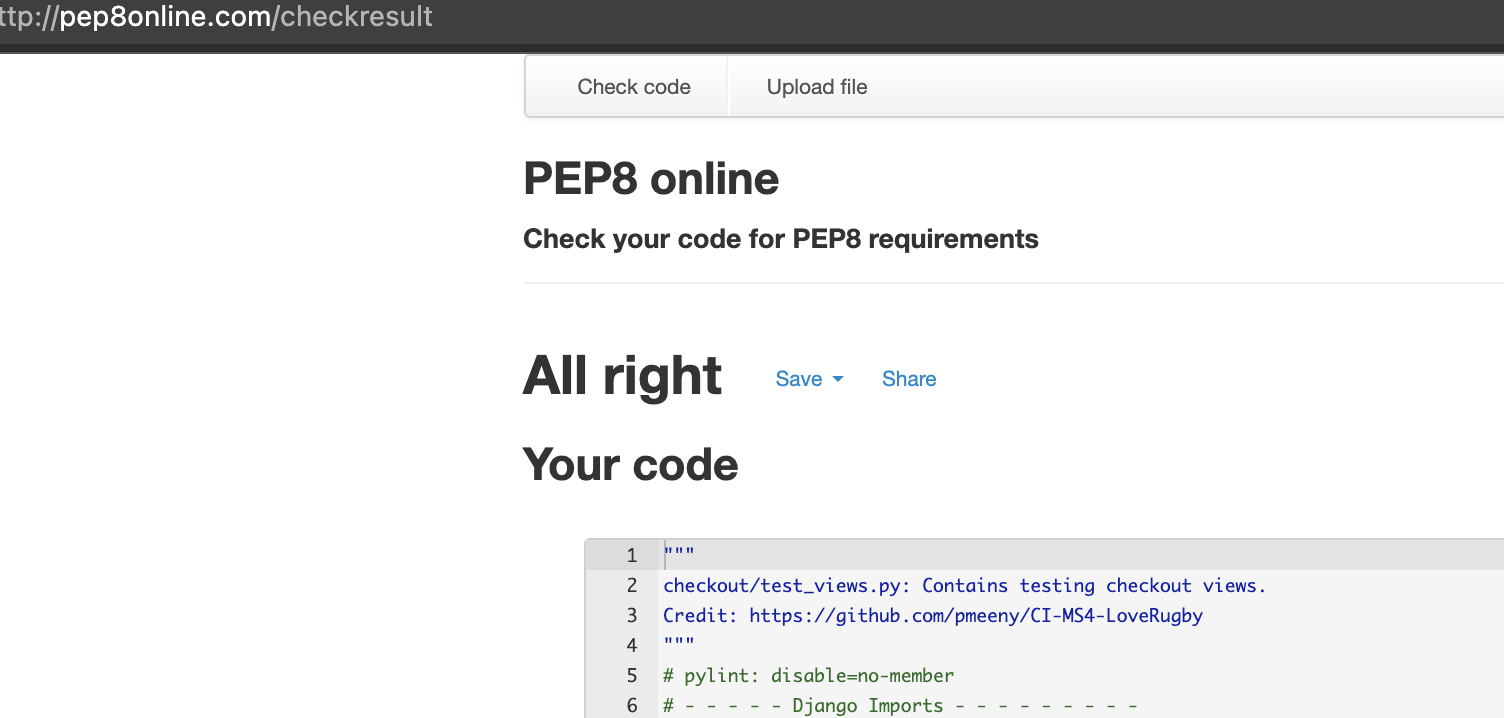 ttp://pep8online.com/checkresult
Check code Upload file
PEP8 online
Check your code for PEP8 requirements
All right Save Share
Your code
1 """
2 checkout/test_views.py: Contains testing checkout views.
3 Credit: https://github.com/pmeeny/CI-MS4-LoveRugby
4 """
5 # pylint: disable=no-member
6 # - - - - - Django Imports - - - - - - - - -